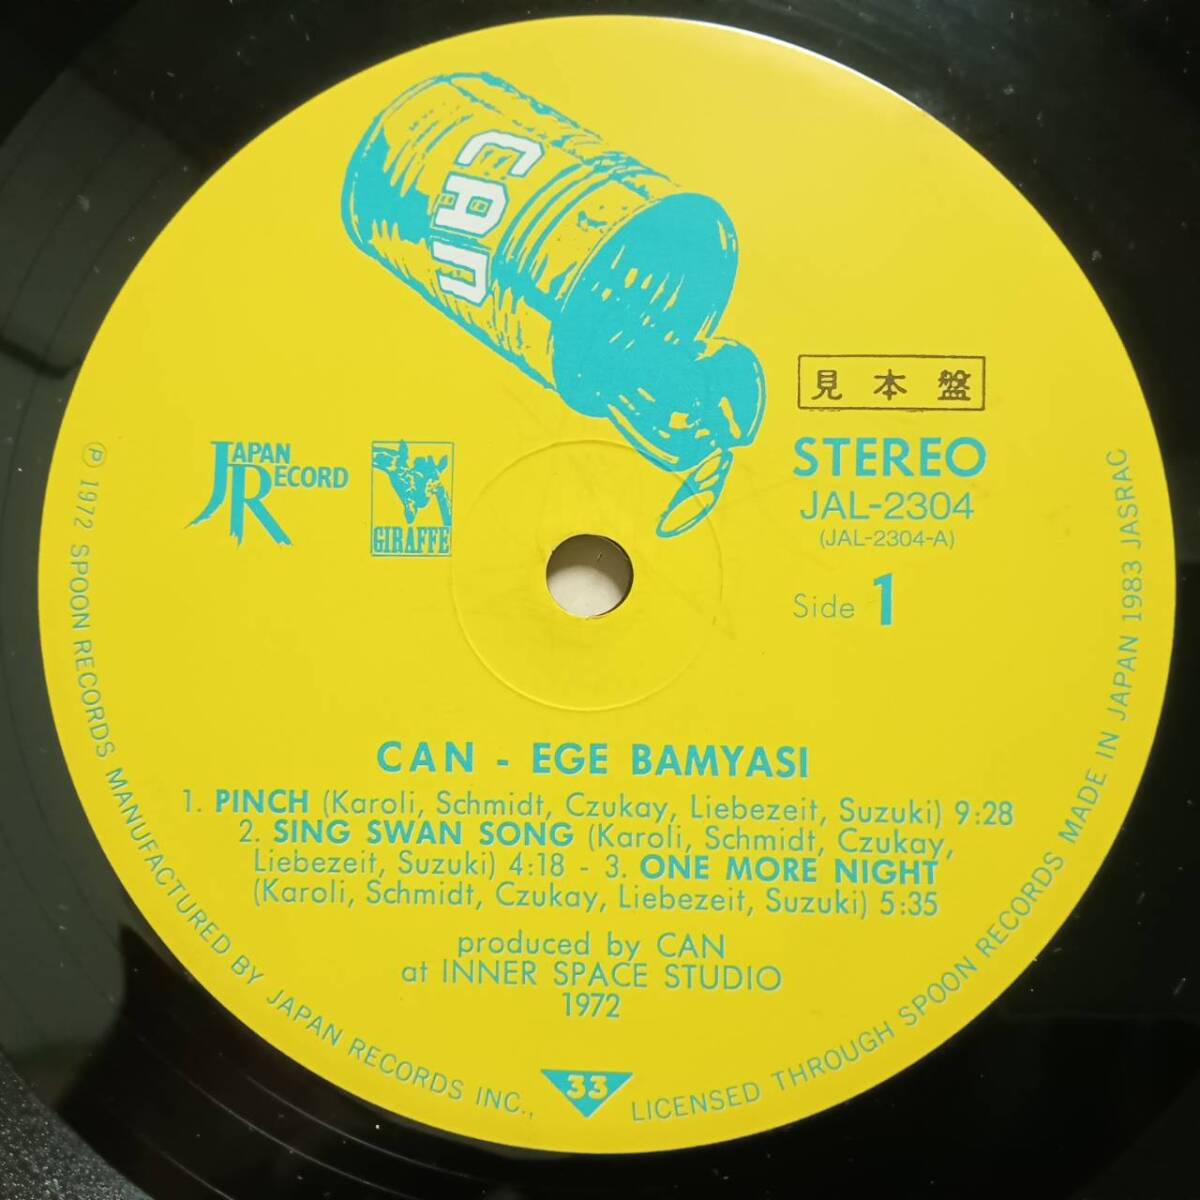 CAN
見本盤
JAPAN
RECORD
GIRAFFE
STEREO
JAL-2304
(JAL-2304-A)
Side 1
CAN - EGE BAMYASI
1. PINCH (Karoli, Schmidt, Czukay, Liebezeit, Suzuki) 9:28
2. SING SWAN SONG (Karoli, Schmidt, Czukay,
Liebezeit, Suzuki) 4:18 - 3. ONE MORE NIGHT
(Karoli, Schmidt, Czukay, Liebezeit, Suzuki) 5:35
produced by CAN
at INNER SPACE STUDIO
1972
33
℗ 1972 SPOON RECORDS MANUFACTURED BY JAPAN RECORDS INC., LICENSED THROUGH SPOON RECORDS MADE IN JAPAN 1983 JASRAC